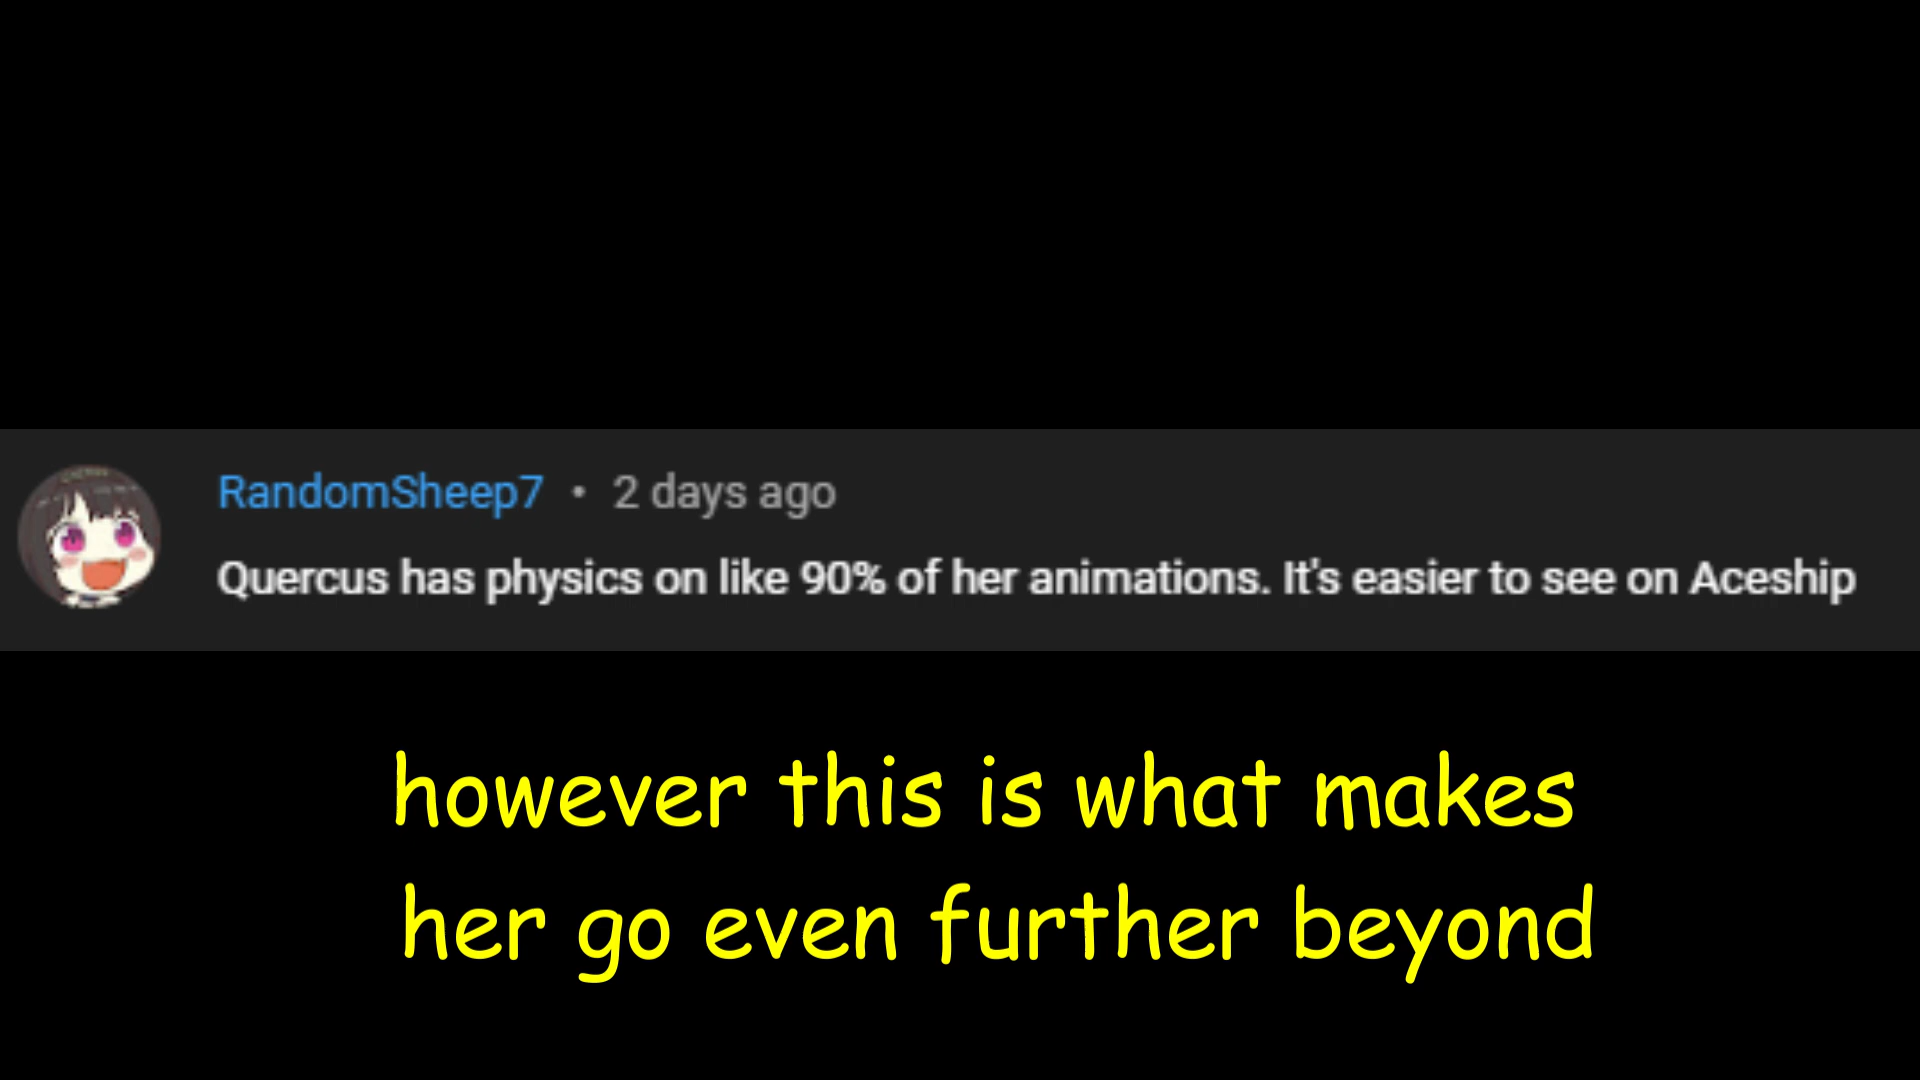 RandomSheep7 • 2 days ago
Quercus has physics on like 90% of her animations. It's easier to see on Aceship
however this is what makes
her go even further beyond